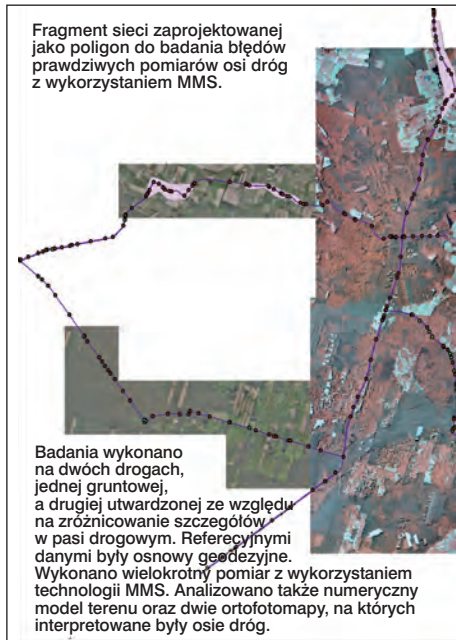 Fragment sieci zaprojektowanej
jako poligon do badania błędów
prawdziwych pomiarów osi dróg
z wykorzystaniem MMS.
Badania wykonano
na dwóch drogach,
jednej gruntowej,
a drugiej utwardzonej ze względu
na zróżnicowanie szczegółów
w pasi drogowym. Referecyjnymi
danymi były osnowy geodezyjne.
Wykonano wielokrotny pomiar z wykorzystaniem
technologii MMS. Analizowano także numeryczny
model terenu oraz dwie ortofotomapy, na których
interpretowane były osie dróg.